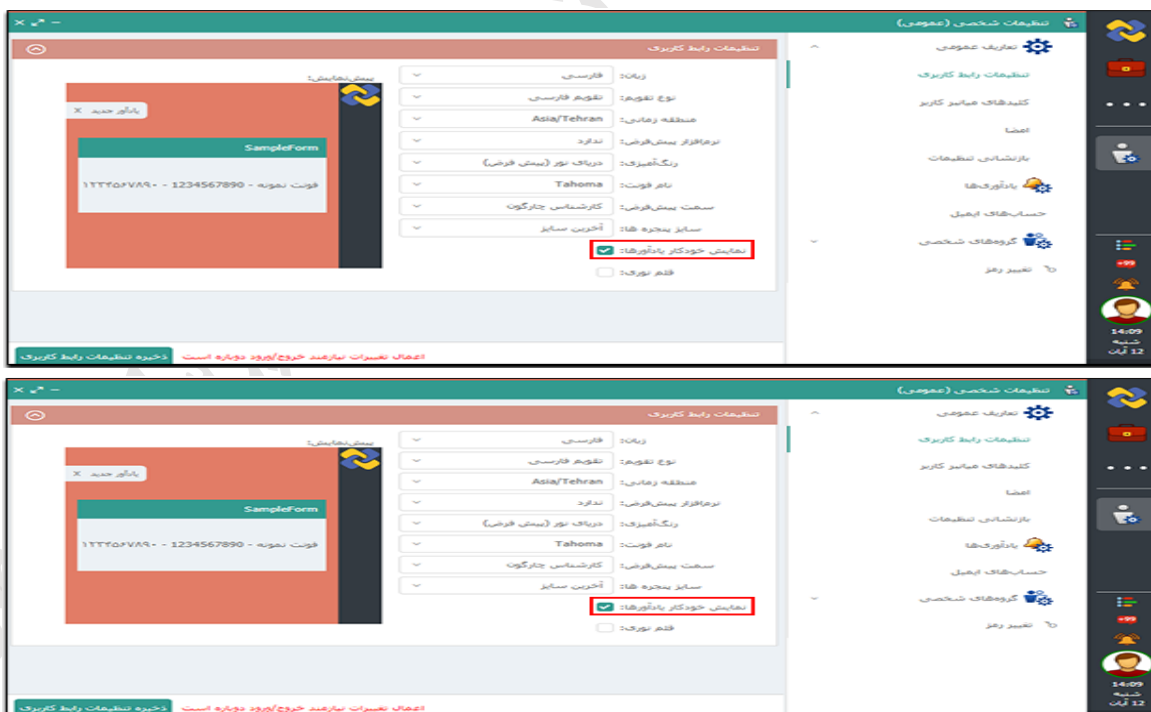 تنظیمات شخصی (عمومی)
تعاریف عمومی
تنظیمات رابط کاربری
کلیدهای میانبر کاربر
امضا
بازنشانی تنظیمات
یادآوری‌ها
حساب‌های ایمیل
گروه‌های شخصی
تغییر رمز
تنظیمات رابط کاربری
زبان: فارسی
نوع تقویم: تقویم فارسی
منطقه زمانی: Asia/Tehran
نرم‌افزار پیش‌فرض: ندارد
رنگ‌آمیزی: دریای نور (پیش فرض)
نام فونت: Tahoma
سمت پیش‌فرض: کارشناس چارگون
سایز پنجره ها: آخرین سایز
نمایش خودکار یادآورها:
قلم نوری:
پیش‌نمایش:
یادآور جدید X
SampleForm
فونت نمونه - 1234567890 - ۱۲۳۴۵۶۷۸۹۰
اعمال تغییرات نیازمند خروج/ورود دوباره است
ذخیره تنظیمات رابط کاربری
+99
14:09
شنبه
12 آبان
تنظیمات شخصی (عمومی)
تعاریف عمومی
تنظیمات رابط کاربری
کلیدهای میانبر کاربر
امضا
بازنشانی تنظیمات
یادآوری‌ها
حساب‌های ایمیل
گروه‌های شخصی
تغییر رمز
تنظیمات رابط کاربری
زبان: فارسی
نوع تقویم: تقویم فارسی
منطقه زمانی: Asia/Tehran
نرم‌افزار پیش‌فرض: ندارد
رنگ‌آمیزی: دریای نور (پیش فرض)
نام فونت: Tahoma
سمت پیش‌فرض: کارشناس چارگون
سایز پنجره ها: آخرین سایز
نمایش خودکار یادآورها:
قلم نوری:
پیش‌نمایش:
یادآور جدید X
SampleForm
فونت نمونه - 1234567890 - ۱۲۳۴۵۶۷۸۹۰
اعمال تغییرات نیازمند خروج/ورود دوباره است
ذخیره تنظیمات رابط کاربری
+99
14:09
شنبه
12 آبان